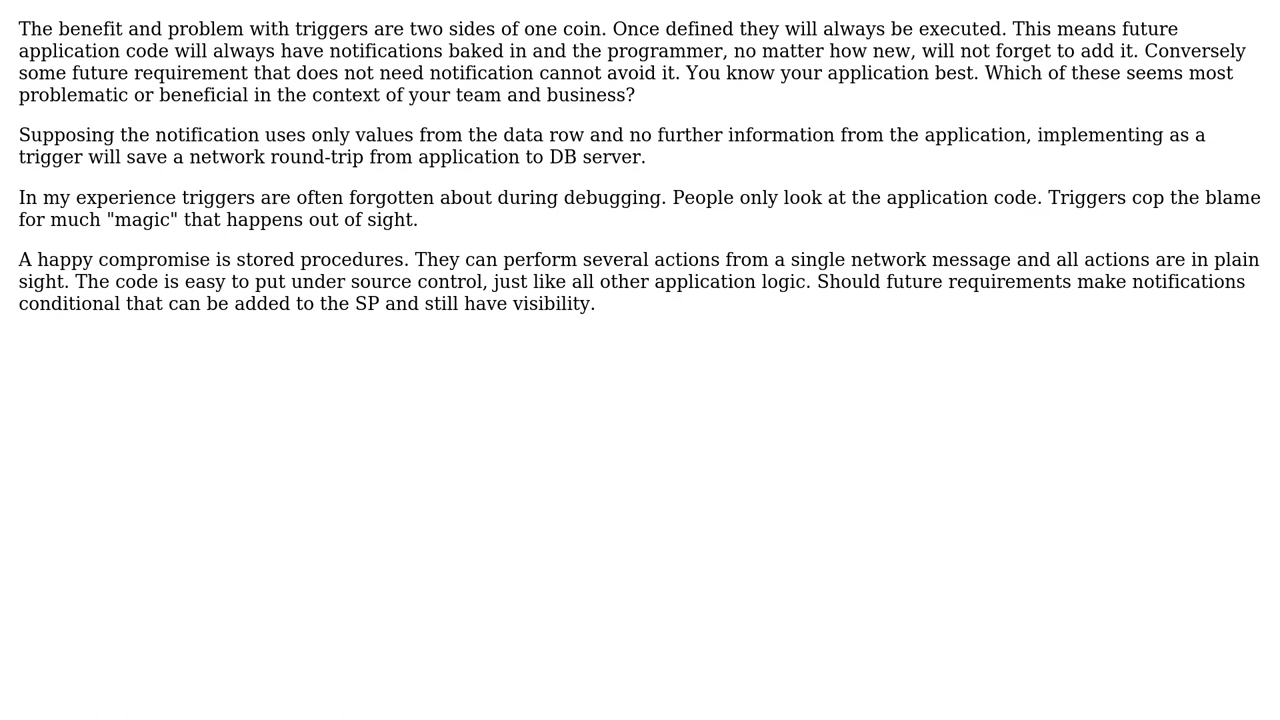 The benefit and problem with triggers are two sides of one coin. Once defined they will always be executed. This means future
application code will always have notifications baked in and the programmer, no matter how new, will not forget to add it. Conversely
some future requirement that does not need notification cannot avoid it. You know your application best. Which of these seems most
problematic or beneficial in the context of your team and business?
Supposing the notification uses only values from the data row and no further information from the application, implementing as a
trigger will save a network round-trip from application to DB server.
In my experience triggers are often forgotten about during debugging. People only look at the application code. Triggers cop the blame
for much "magic" that happens out of sight.
A happy compromise is stored procedures. They can perform several actions from a single network message and all actions are in plain
sight. The code is easy to put under source control, just like all other application logic. Should future requirements make notifications
conditional that can be added to the SP and still have visibility.